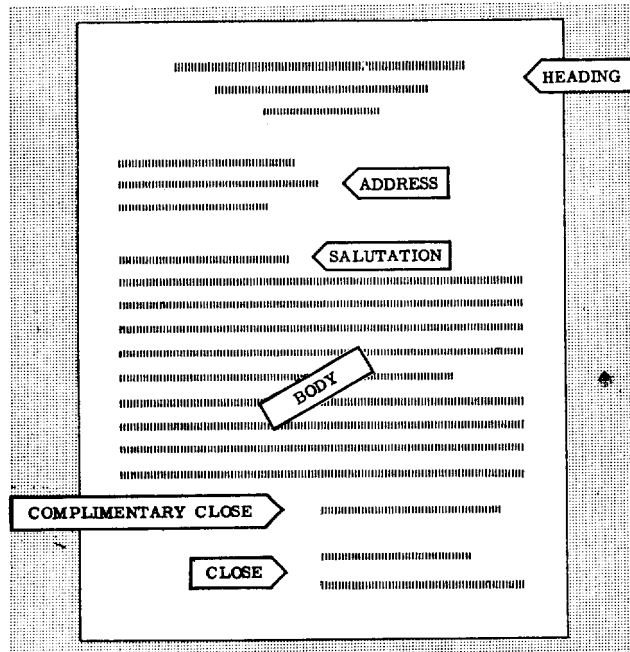 HEADING
ADDRESS
SALUTATION
BODY
COMPLIMENTARY CLOSE
CLOSE